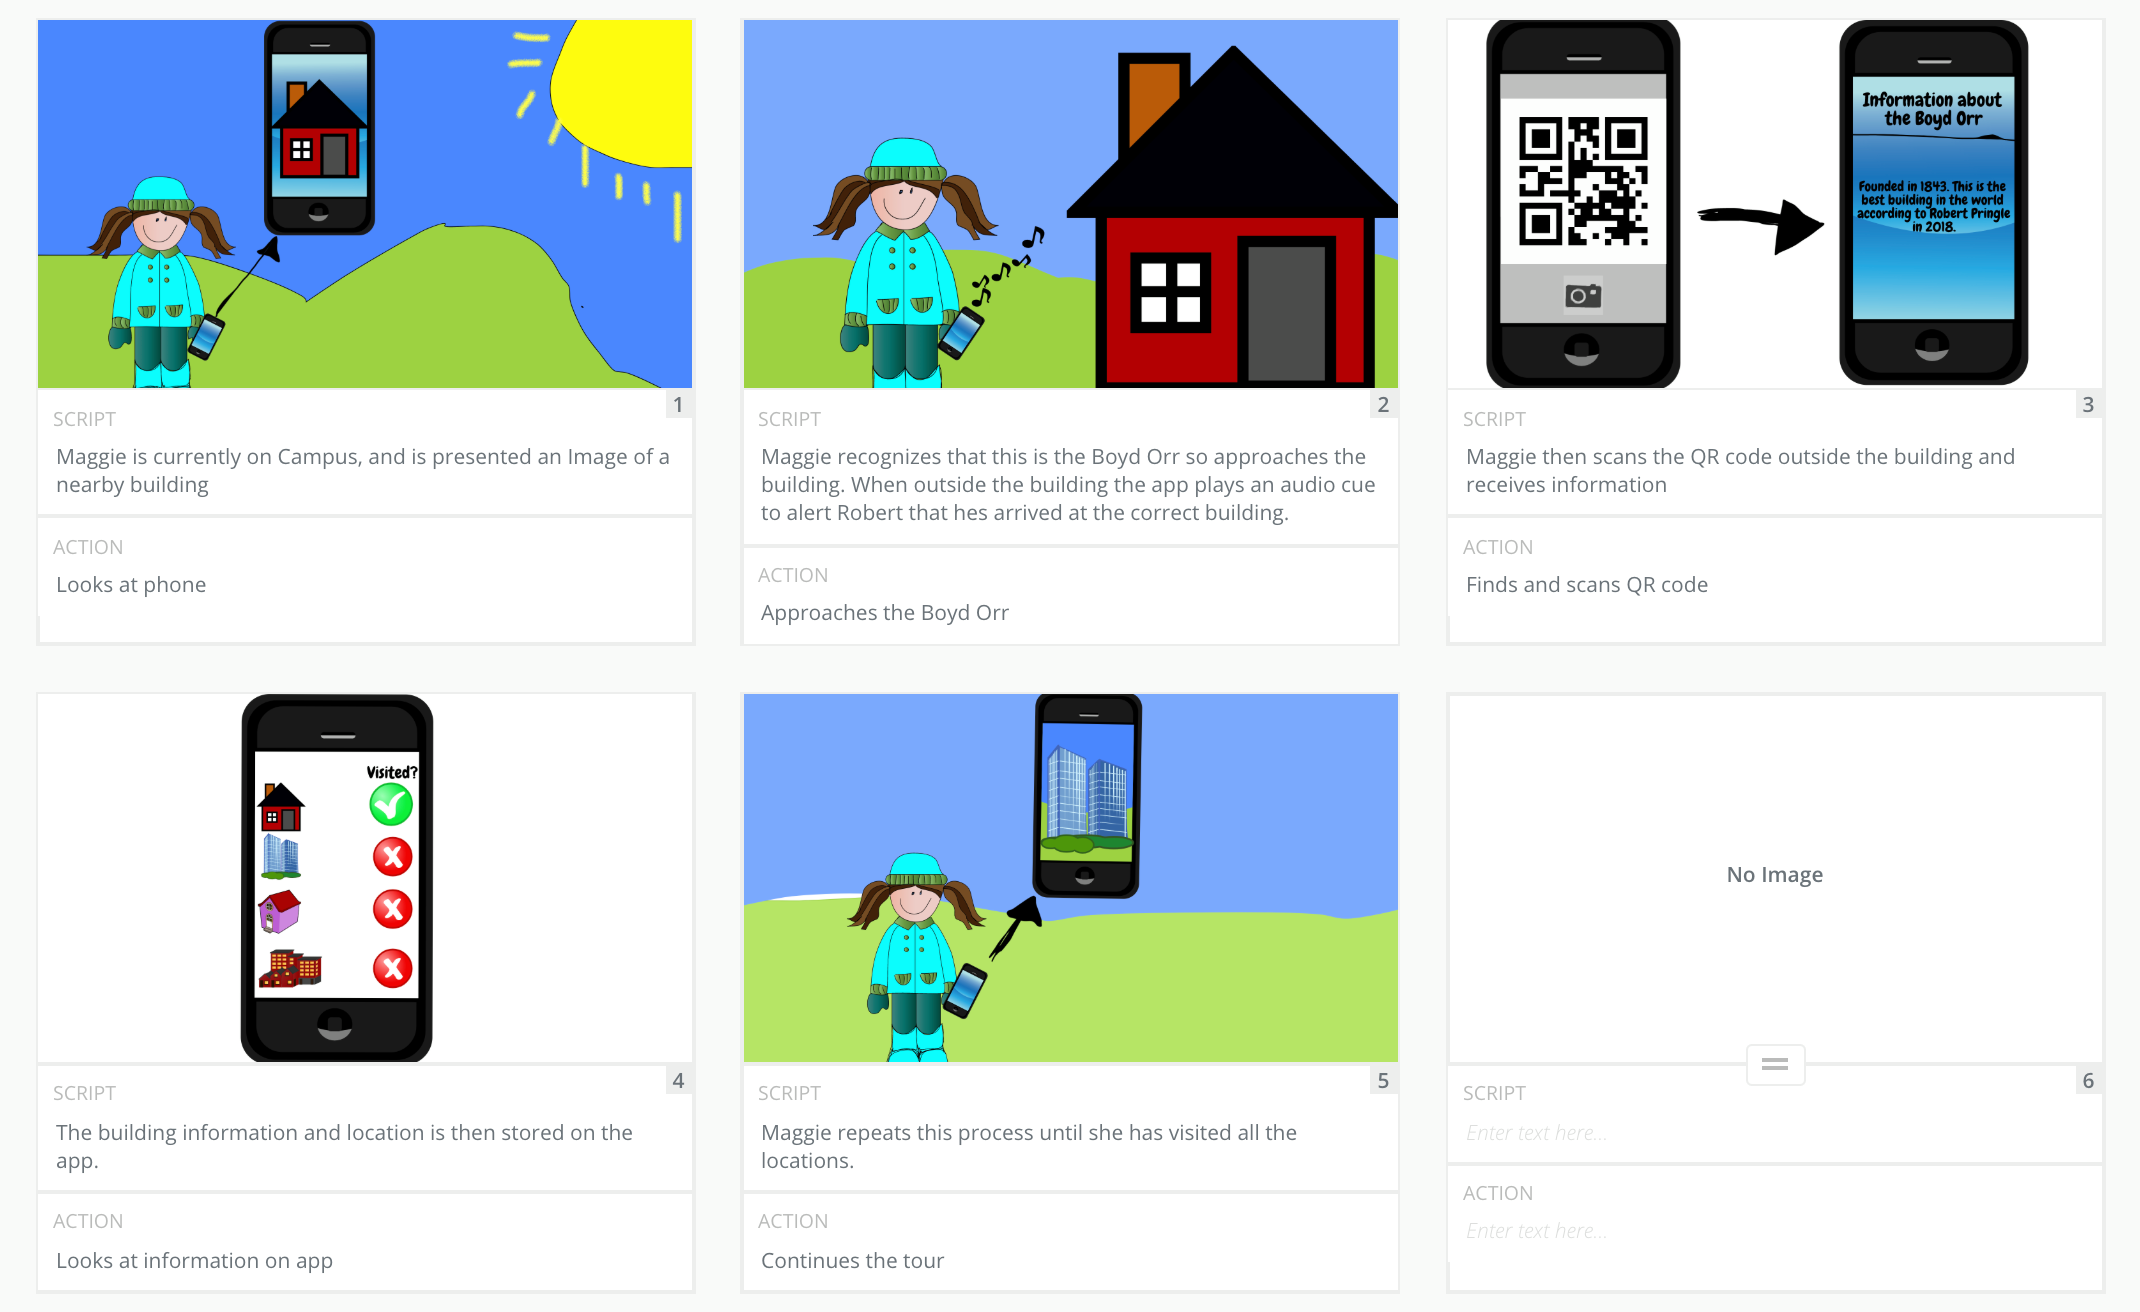 Information about
the Boyd Orr
Founded in 1843. This is the
best building in the world
according to Robert Pringle
in 2018.
1
SCRIPT
Maggie is currently on Campus, and is presented an Image of a
nearby building
ACTION
Looks at phone
2
SCRIPT
Maggie recognizes that this is the Boyd Orr so approaches the
building. When outside the building the app plays an audio cue
to alert Robert that hes arrived at the correct building.
ACTION
Approaches the Boyd Orr
3
SCRIPT
Maggie then scans the QR code outside the building and
receives information
ACTION
Finds and scans QR code
Visited?
4
SCRIPT
The building information and location is then stored on the
app.
ACTION
Looks at information on app
5
SCRIPT
Maggie repeats this process until she has visited all the
locations.
ACTION
Continues the tour
No Image
6
SCRIPT
Enter text here...
ACTION
Enter text here...